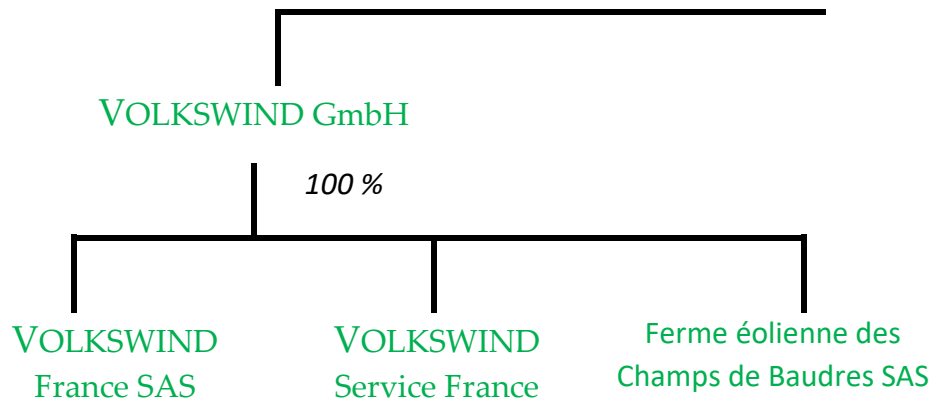 VOLKSWIND GmbH
100 %
VOLKSWIND
France SAS
VOLKSWIND
Service France
Ferme éolienne des
Champs de Baudres SAS